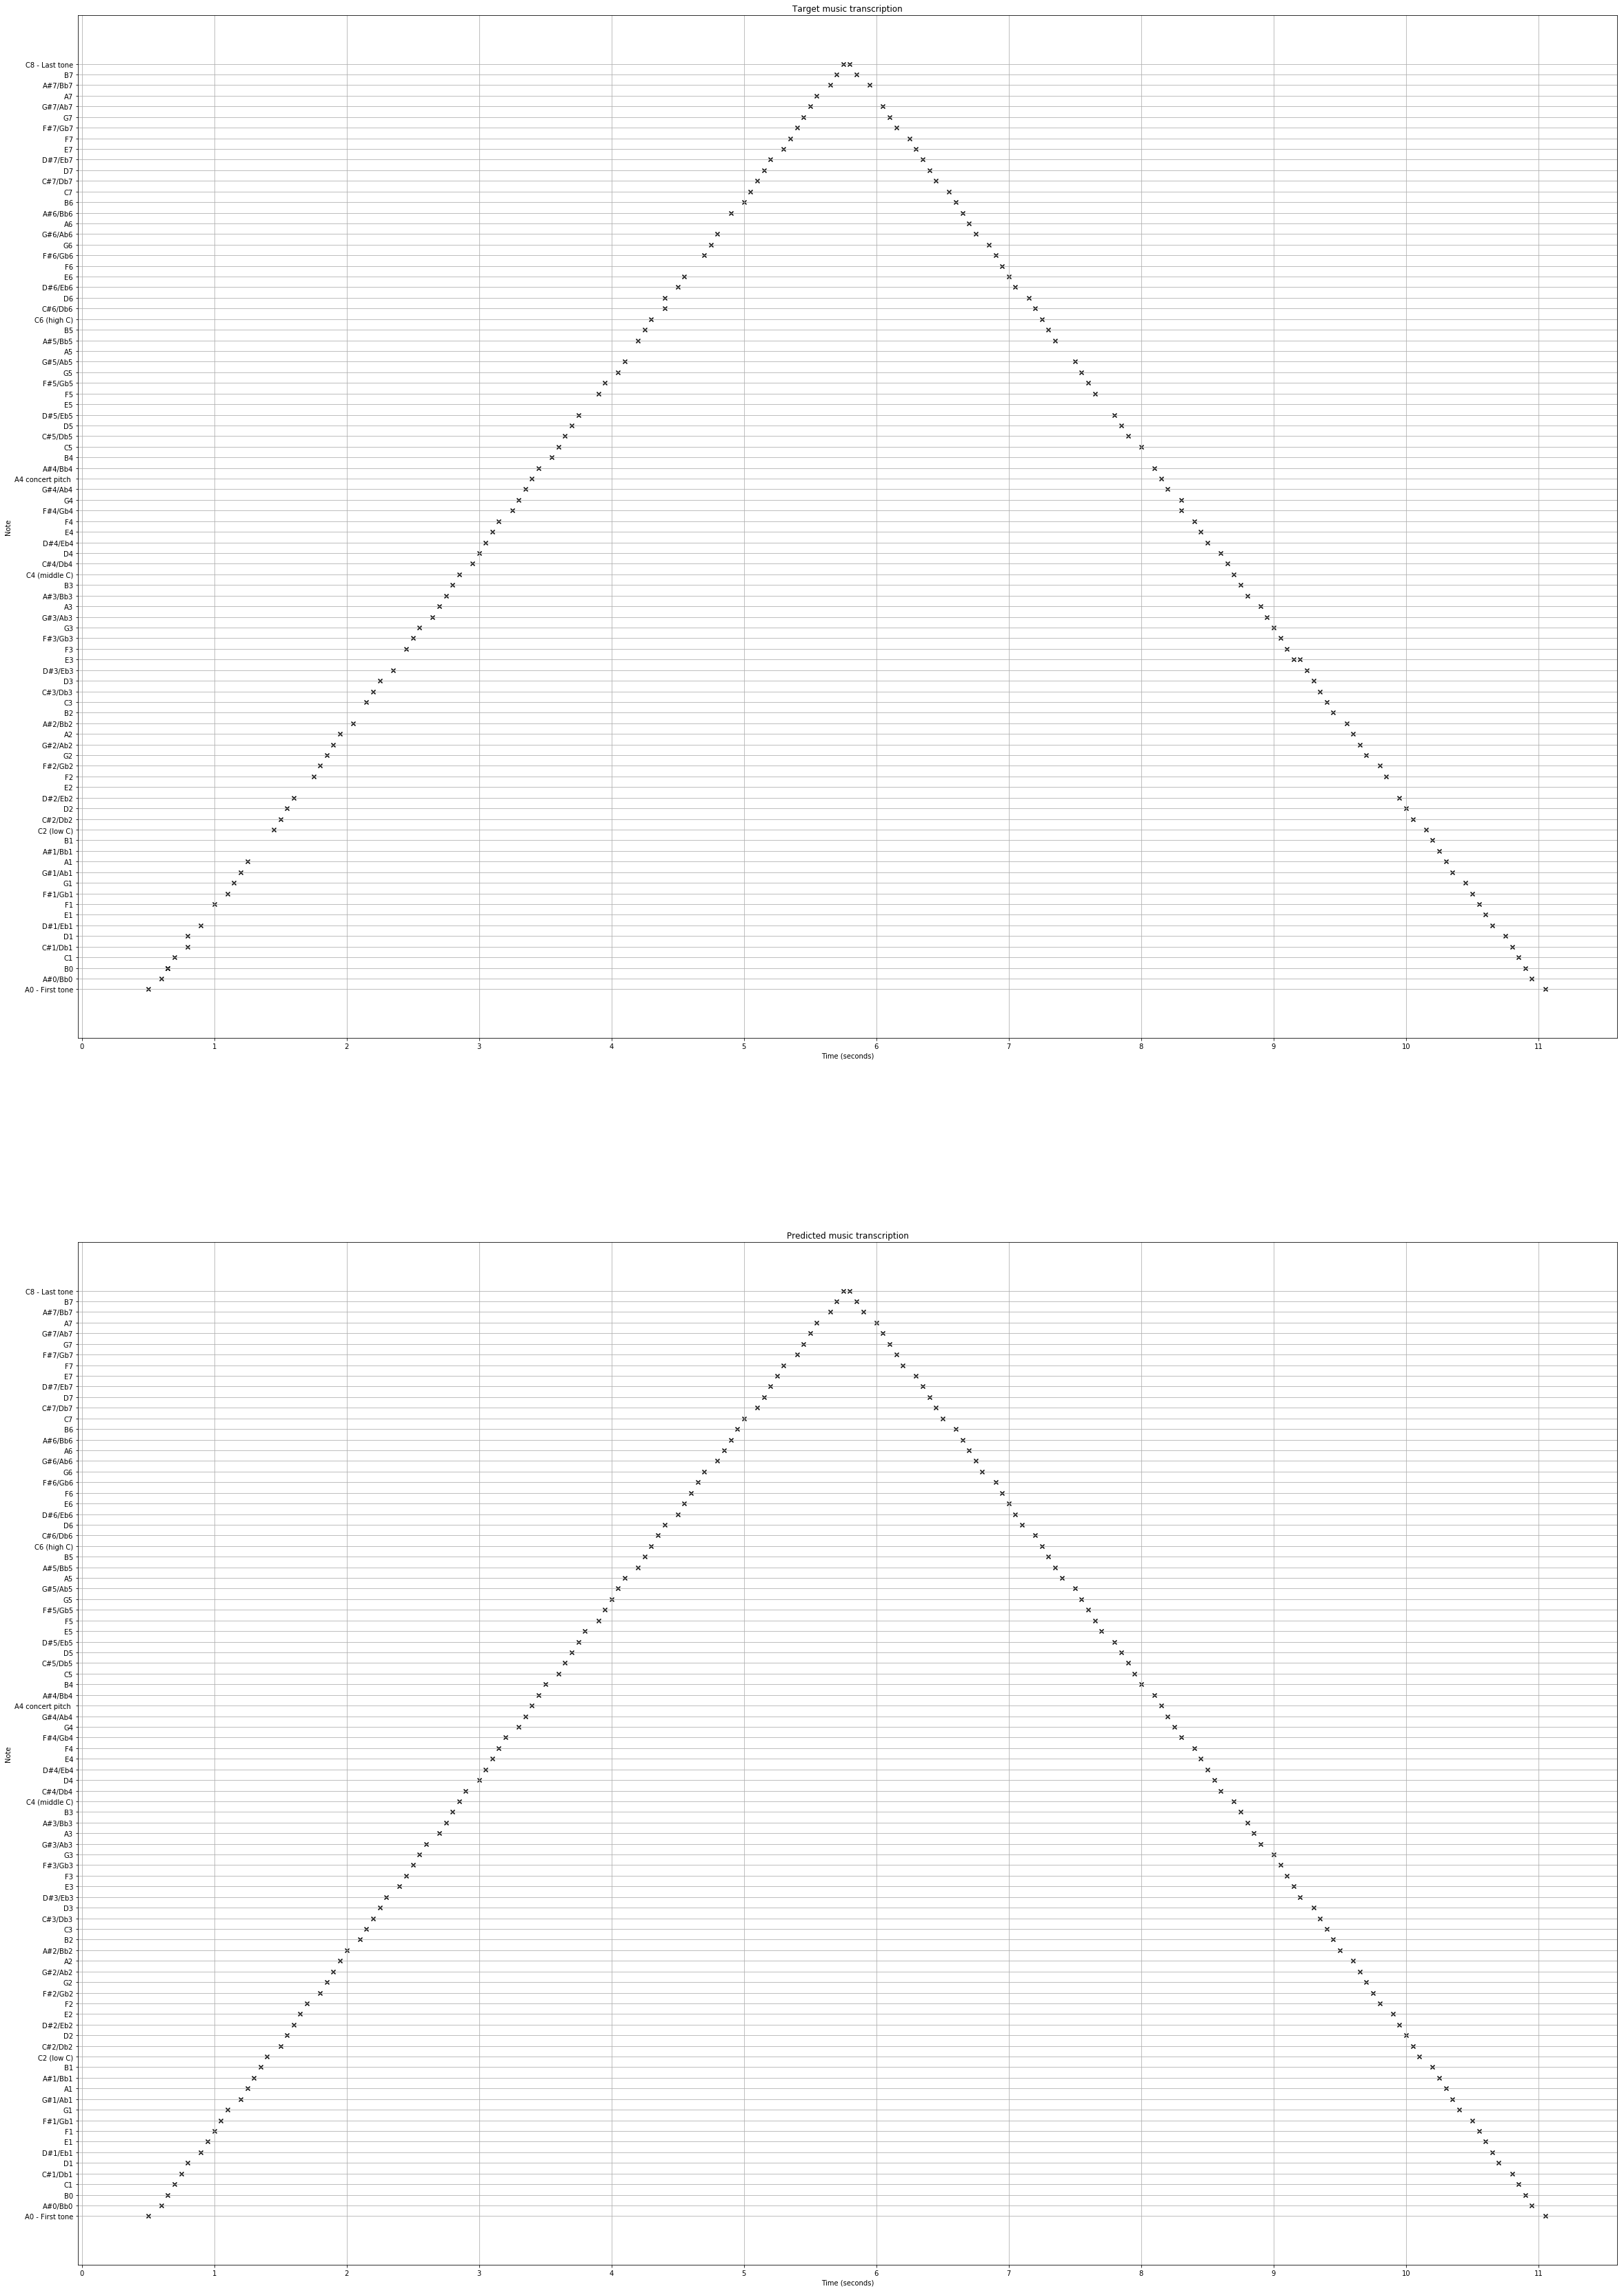 Target music transcription
C8 - Last tone
B7
A#7/Bb7
A7
G#7/Ab7
G7
F#7/Gb7
F7
E7
D#7/Eb7
D7
C#7/Db7
C7
B6
A#6/Bb6
A6
G#6/Ab6
G6
F#6/Gb6
F6
E6
D#6/Eb6
D6
C#6/Db6
C6 (high C)
B5
A#5/Bb5
A5
G#5/Ab5
G5
F#5/Gb5
F5
E5
D#5/Eb5
D5
C#5/Db5
C5
B4
A#4/Bb4
A4 concert pitch
G#4/Ab4
G4
F#4/Gb4
F4
E4
D#4/Eb4
D4
C#4/Db4
C4 (middle C)
B3
A#3/Bb3
A3
G#3/Ab3
G3
F#3/Gb3
F3
E3
D#3/Eb3
D3
C#3/Db3
C3
B2
A#2/Bb2
A2
G#2/Ab2
G2
F#2/Gb2
F2
E2
D#2/Eb2
D2
C#2/Db2
C2 (low C)
B1
A#1/Bb1
A1
G#1/Ab1
G1
F#1/Gb1
F1
E1
D#1/Eb1
D1
C#1/Db1
C1
B0
A#0/Bb0
A0 - First tone
Note
0 1 2 3 4 5 6 7 8 9 10 11
Time (seconds)
Predicted music transcription
C8 - Last tone
B7
A#7/Bb7
A7
G#7/Ab7
G7
F#7/Gb7
F7
E7
D#7/Eb7
D7
C#7/Db7
C7
B6
A#6/Bb6
A6
G#6/Ab6
G6
F#6/Gb6
F6
E6
D#6/Eb6
D6
C#6/Db6
C6 (high C)
B5
A#5/Bb5
A5
G#5/Ab5
G5
F#5/Gb5
F5
E5
D#5/Eb5
D5
C#5/Db5
C5
B4
A#4/Bb4
A4 concert pitch
G#4/Ab4
G4
F#4/Gb4
F4
E4
D#4/Eb4
D4
C#4/Db4
C4 (middle C)
B3
A#3/Bb3
A3
G#3/Ab3
G3
F#3/Gb3
F3
E3
D#3/Eb3
D3
C#3/Db3
C3
B2
A#2/Bb2
A2
G#2/Ab2
G2
F#2/Gb2
F2
E2
D#2/Eb2
D2
C#2/Db2
C2 (low C)
B1
A#1/Bb1
A1
G#1/Ab1
G1
F#1/Gb1
F1
E1
D#1/Eb1
D1
C#1/Db1
C1
B0
A#0/Bb0
A0 - First tone
Note
0 1 2 3 4 5 6 7 8 9 10 11
Time (seconds)